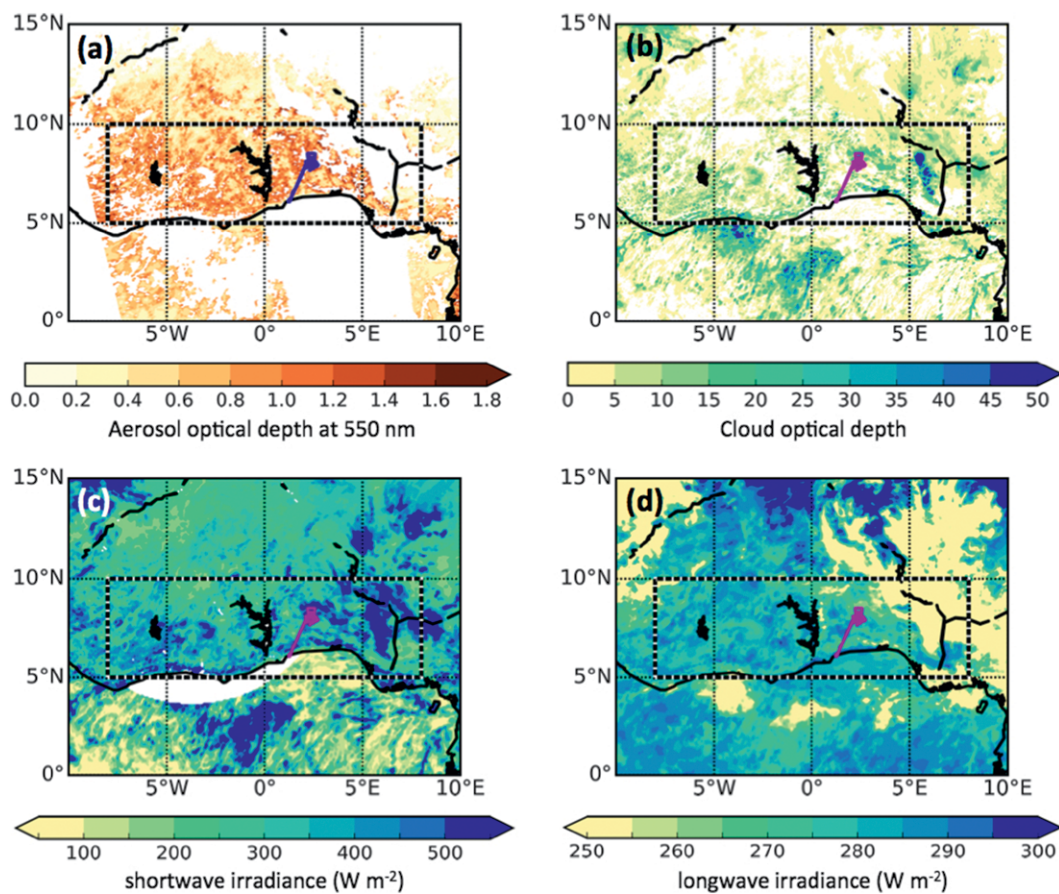 (a)
(b)
15°N 15°N
10°N 10°N
5°N 5°N
0° 0°
5°W 0° 5°E 10°E 5°W 0° 5°E 10°E
0.0 0.2 0.4 0.6 0.8 1.0 1.2 1.4 1.6 1.8
0 5 10 15 20 25 30 35 40 45 50
Aerosol optical depth at 550 nm
Cloud optical depth
(c)
(d)
15°N 15°N
10°N 10°N
5°N 5°N
0° 0°
5°W 0° 5°E 10°E 5°W 0° 5°E 10°E
100 200 300 400 500
250 260 270 280 290 300
shortwave irradiance (W m⁻²)
longwave irradiance (W m⁻²)